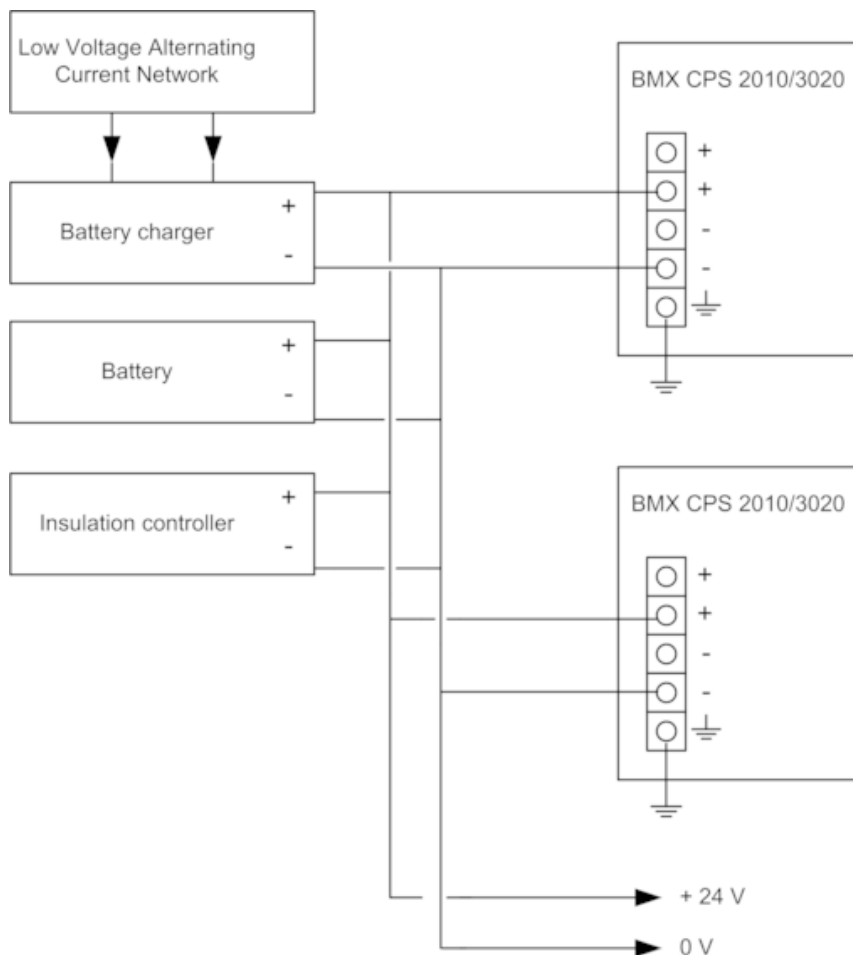 Low Voltage Alternating
Current Network
BMX CPS 2010/3020
+
+
-
-
+
Battery charger
-
+
Battery
-
+
Insulation controller
-
BMX CPS 2010/3020
+
+
-
-
+ 24 V
0 V